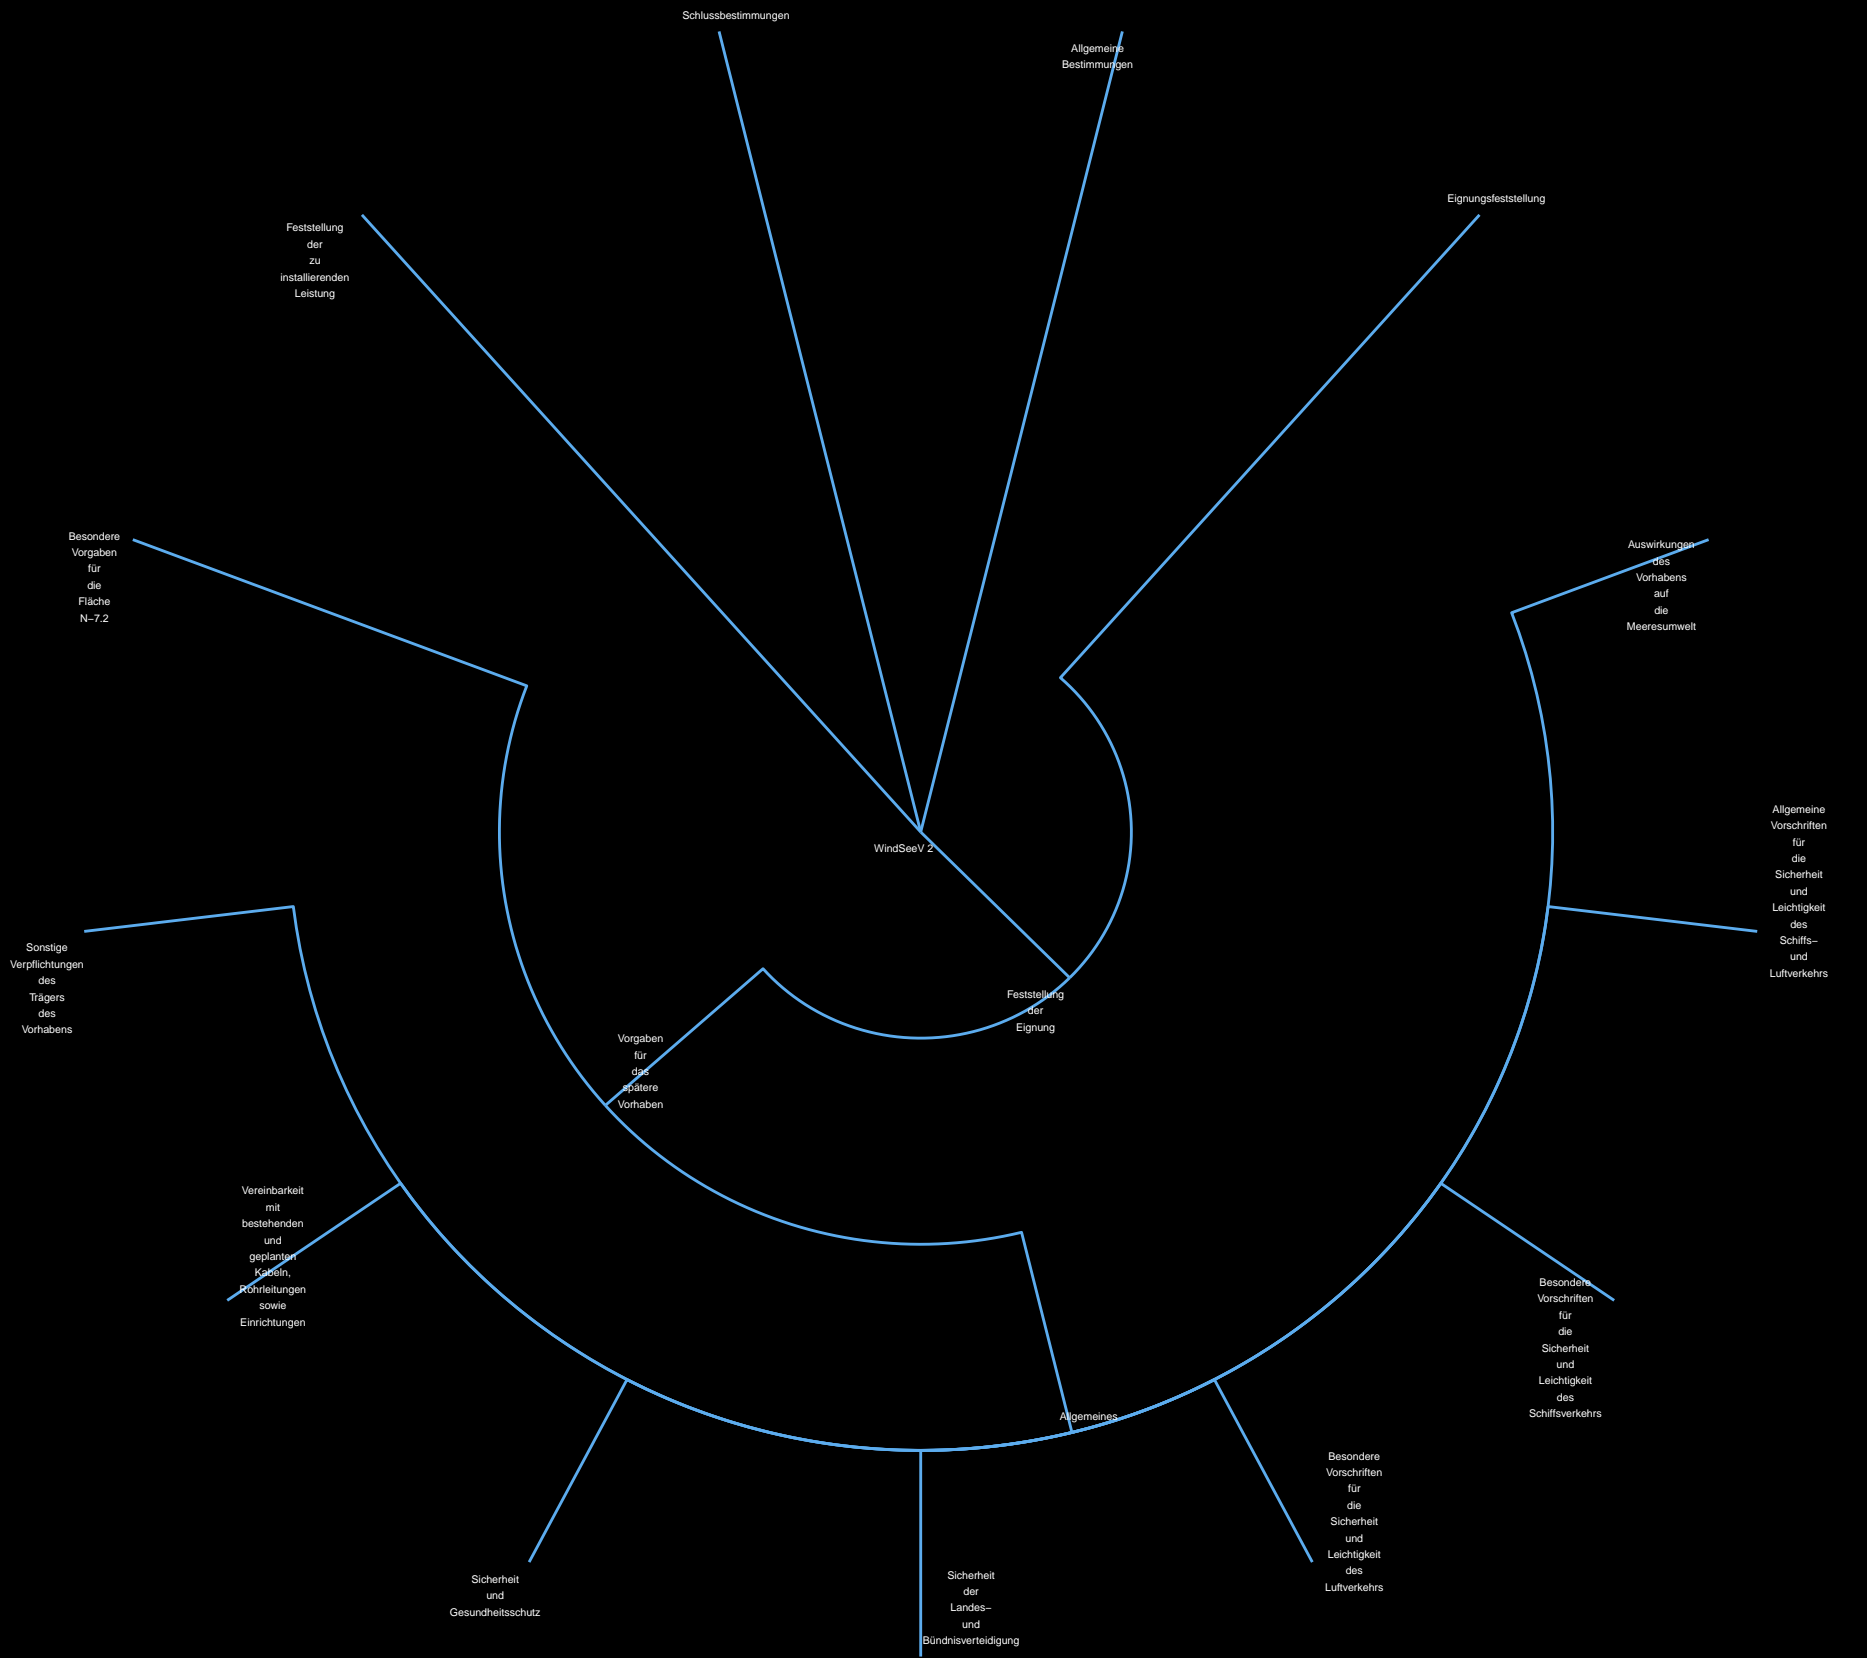 Schlussbestimmungen
Allgemeine
Bestimmungen
Eignungsfeststellung
Feststellung
der
zu
installierenden
Leistung
Besondere
Vorgaben
für
die
Fläche
N–7.2
Auswirkungen
des
Vorhabens
auf
die
Meeresumwelt
Allgemeine
Vorschriften
für
die
Sicherheit
und
Leichtigkeit
des
Schiffs–
und
Luftverkehrs
WindSeeV 2
Sonstige
Verpflichtungen
des
Trägers
des
Vorhabens
Feststellung
der
Eignung
Vorgaben
für
das
spätere
Vorhaben
Vereinbarkeit
mit
bestehenden
und
geplanten
Kabeln,
Rohrleitungen
sowie
Einrichtungen
Besondere
Vorschriften
für
die
Sicherheit
und
Leichtigkeit
des
Schiffsverkehrs
Allgemeines
Besondere
Vorschriften
für
die
Sicherheit
und
Leichtigkeit
des
Luftverkehrs
Sicherheit
und
Gesundheitsschutz
Sicherheit
der
Landes–
und
Bündnisverteidigung